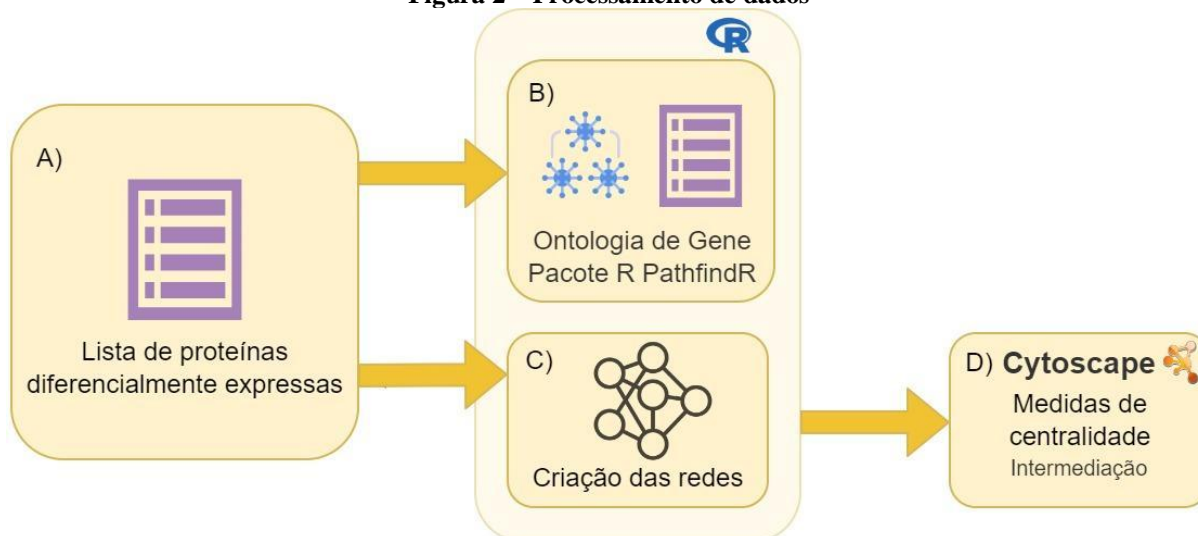 Figura 2 – Processamento de dados
R
A)
Lista de proteínas
diferencialmente expressas
B)
Ontologia de Gene
Pacote R PathfindR
C)
Criação das redes
D) Cytoscape
Medidas de
centralidade
Intermediação